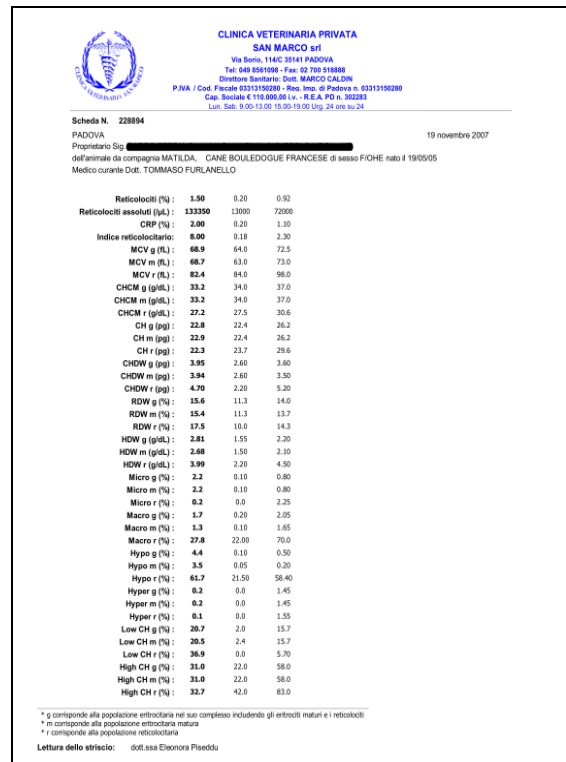 CLINICA VETERINARIA PRIVATA
SAN MARCO srl
Via Sorio, 114/C 35141 PADOVA
Tel: 049 8561098 - Fax: 02 700 518888
Direttore Sanitario: Dott. MARCO CALDIN
P.IVA / Cod. Fiscale 03313150280 - Reg. Imp. di Padova n. 03313150280
Cap. Sociale € 110.000,00 i.v. - R.E.A. PD n. 302283
Lun. Sab. 9.00-13.00 15.00-19.00 Urg. 24 ore su 24
Scheda N. 228894
PADOVA 19 novembre 2007
Proprietario Sig.
dell'animale da compagnia MATILDA, CANE BOULEDOGUE FRANCESE di sesso F/OHE nato il 19/05/05
Medico curante Dott. TOMMASO FURLANELLO
Reticolociti (%) : 1.50 0.20 0.92
Reticolociti assoluti (/µL) : 133350 13000 72000
CRP (%) : 2.00 0.20 1.10
Indice reticolocitario: 8.00 0.18 2.30
MCV g (fL) : 68.9 64.0 72.5
MCV m (fL) : 68.7 63.0 73.0
MCV r (fL) : 82.4 84.0 98.0
CHCM g (g/dL) : 33.2 34.0 37.0
CHCM m (g/dL) : 33.2 34.0 37.0
CHCM r (g/dL) : 27.2 27.5 30.6
CH g (pg) : 22.8 22.4 26.2
CH m (pg) : 22.9 22.4 26.2
CH r (pg) : 22.3 23.7 29.6
CHDW g (pg) : 3.95 2.60 3.60
CHDW m (pg) : 3.94 2.60 3.50
CHDW r (pg) : 4.70 2.20 5.20
RDW g (%) : 15.6 11.3 14.0
RDW m (%) : 15.4 11.3 13.7
RDW r (%) : 17.5 10.0 14.3
HDW g (g/dL) : 2.81 1.55 2.20
HDW m (g/dL) : 2.68 1.50 2.10
HDW r (g/dL) : 3.99 2.20 4.50
Micro g (%) : 2.2 0.10 0.80
Micro m (%) : 2.2 0.10 0.80
Micro r (%) : 0.2 0.0 2.25
Macro g (%) : 1.7 0.20 2.05
Macro m (%) : 1.3 0.10 1.65
Macro r (%) : 27.8 22.00 70.0
Hypo g (%) : 4.4 0.10 0.50
Hypo m (%) : 3.5 0.05 0.20
Hypo r (%) : 61.7 21.50 58.40
Hyper g (%) : 0.2 0.0 1.45
Hyper m (%) : 0.2 0.0 1.45
Hyper r (%) : 0.1 0.0 1.55
Low CH g (%) : 20.7 2.0 15.7
Low CH m (%) : 20.5 2.4 15.7
Low CH r (%) : 36.9 0.0 5.70
High CH g (%) : 31.0 22.0 58.0
High CH m (%) : 31.0 22.0 58.0
High CH r (%) : 32.7 42.0 83.0
* g corrisponde alla popolazione eritrocitaria nel suo complesso includendo gli eritrociti maturi e i reticolociti
* m corrisponde alla popolazione eritrocitaria matura
* r corrisponde alla popolazione reticolocitaria
Lettura dello striscio: dott.ssa Eleonora Piseddu